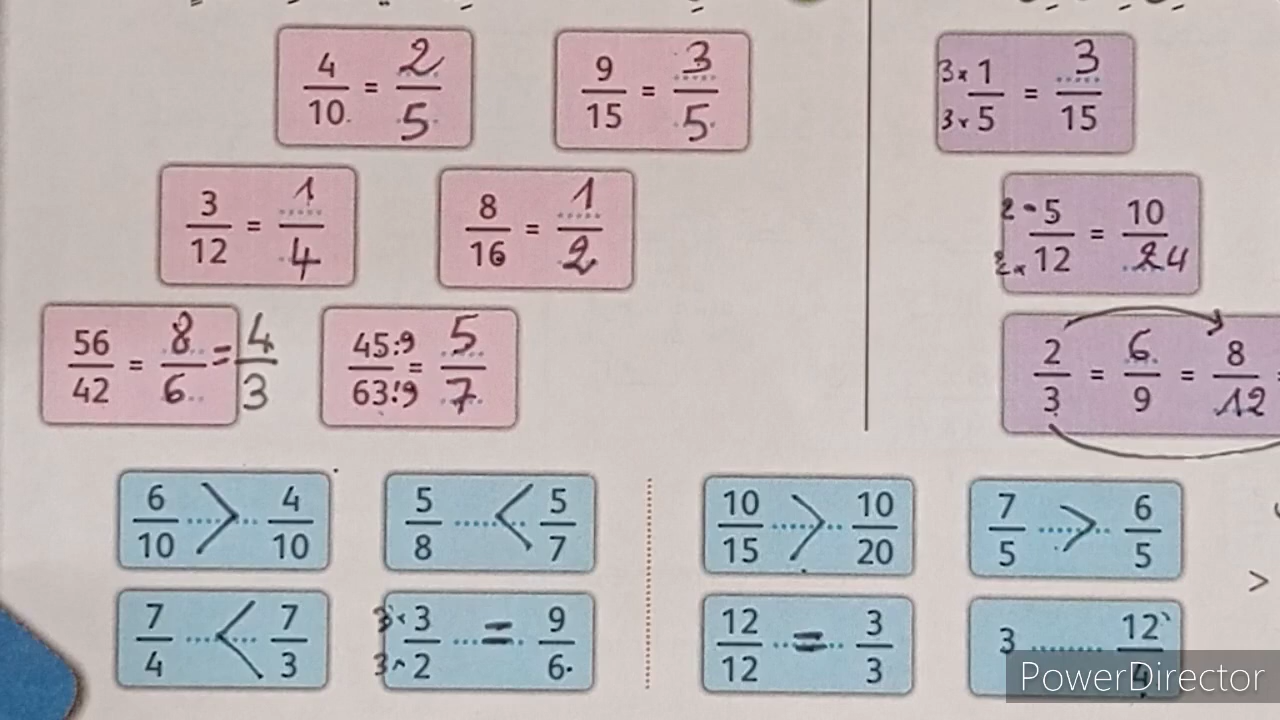 4/10 = 2/5
9/15 = 3/5
3 × 1 / 3 × 5 = 3/15
3/12 = 1/4
8/16 = 1/2
2 × 5 / 2 × 12 = 10/24
56/42 = 8/6 = 4/3
45:9 / 63:9 = 5/7
2/3 = 6/9 = 8/12 =
6/10 > 4/10
5/8 < 5/7
10/15 > 10/20
7/5 > 6/5
>
7/4 < 7/3
3 × 3 / 3 × 2 = 9/6
12/12 = 3/3
3 ........ 12/4
PowerDirector